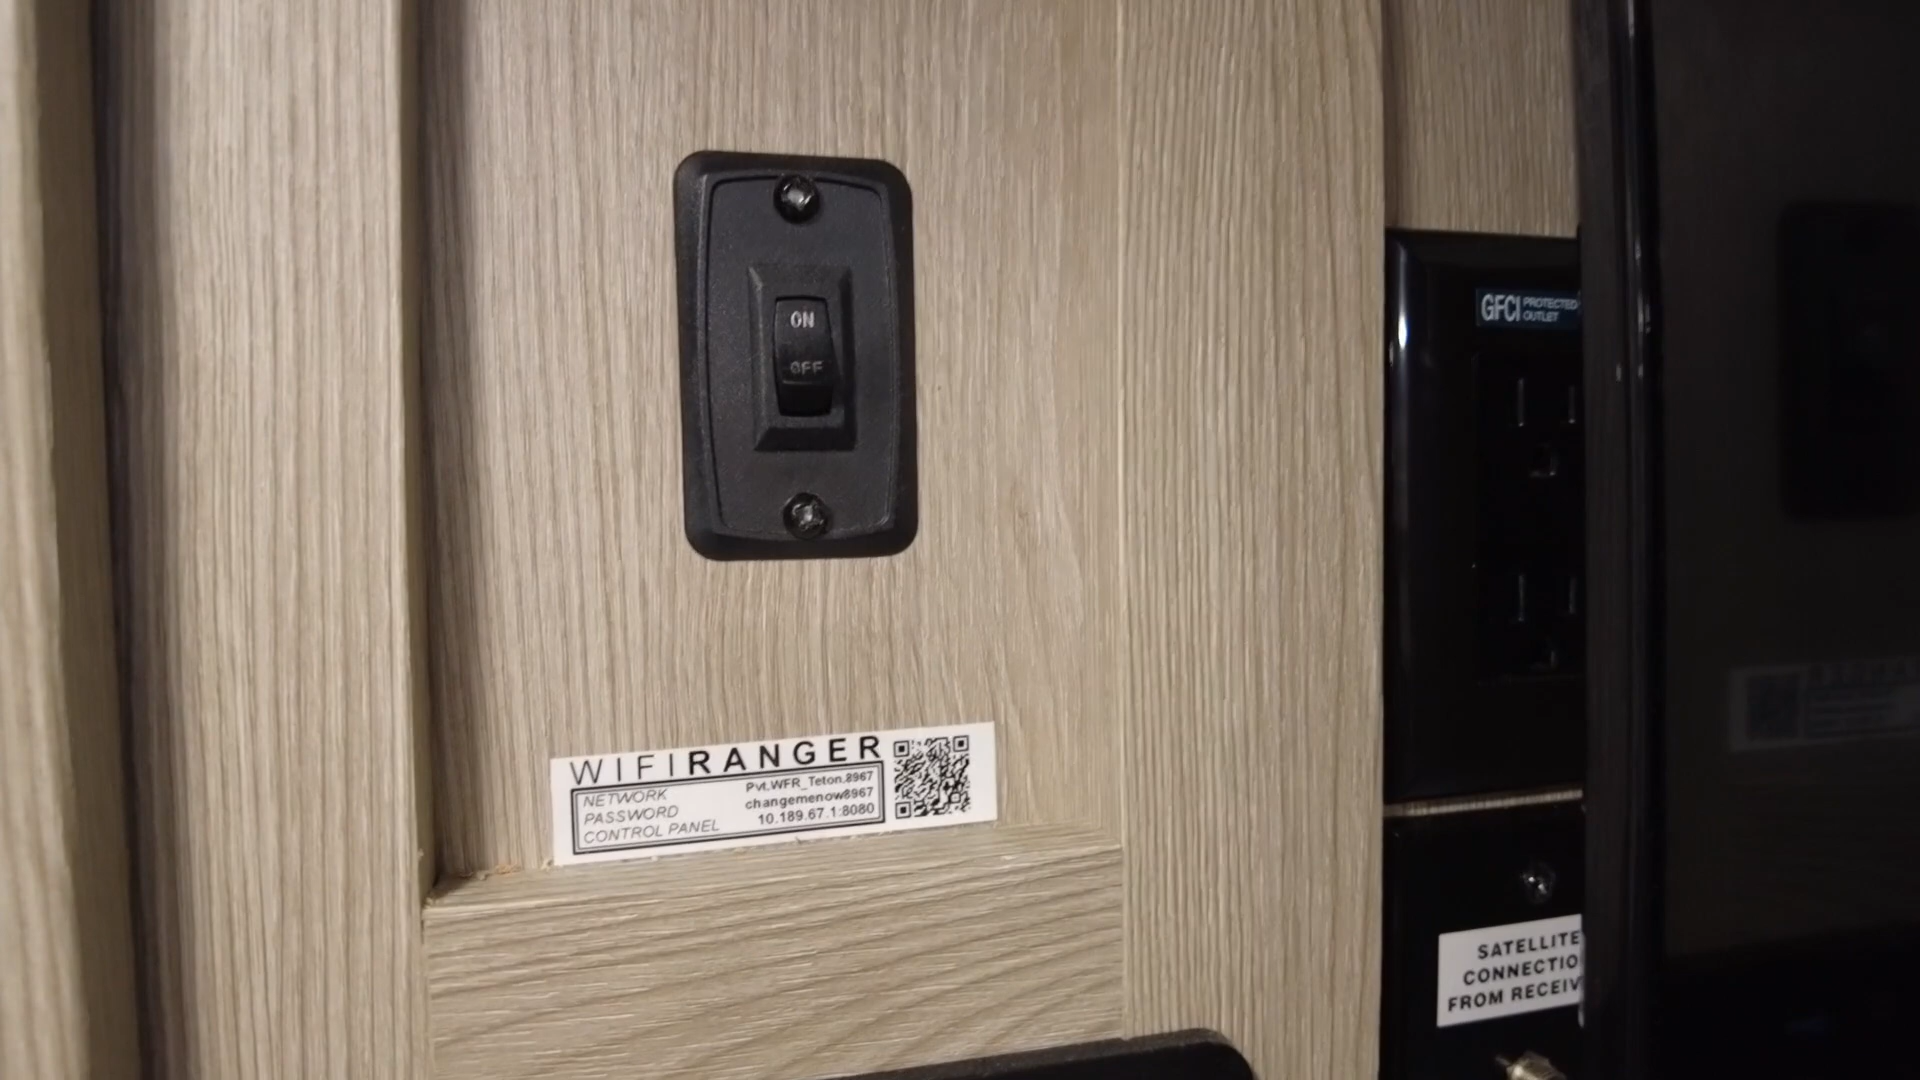 ON
OFF
GFCI PROTECTED OUTLET
WIFIRANGER
NETWORK Pvt.WFR_Teton.8967
PASSWORD changemenow8967
CONTROL PANEL 10.189.67.1:8080
SATELLITE
CONNECTIO
FROM RECEIV